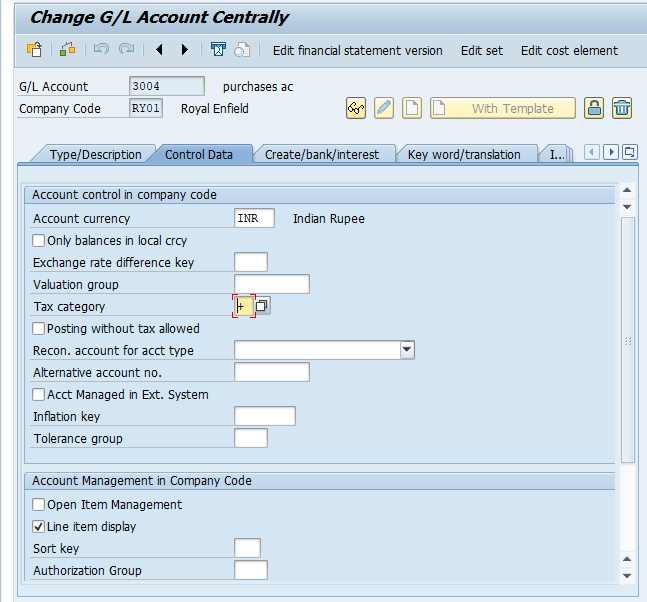 Change G/L Account Centrally
Edit financial statement version Edit set Edit cost element
G/L Account 3004 purchases ac
Company Code RY01 Royal Enfield
With Template
Type/Description Control Data Create/bank/interest Key word/translation I...
Account control in company code
Account currency INR Indian Rupee
Only balances in local crcy
Exchange rate difference key
Valuation group
Tax category +
Posting without tax allowed
Recon. account for acct type
Alternative account no.
Acct Managed in Ext. System
Inflation key
Tolerance group
Account Management in Company Code
Open Item Management
Line item display
Sort key
Authorization Group